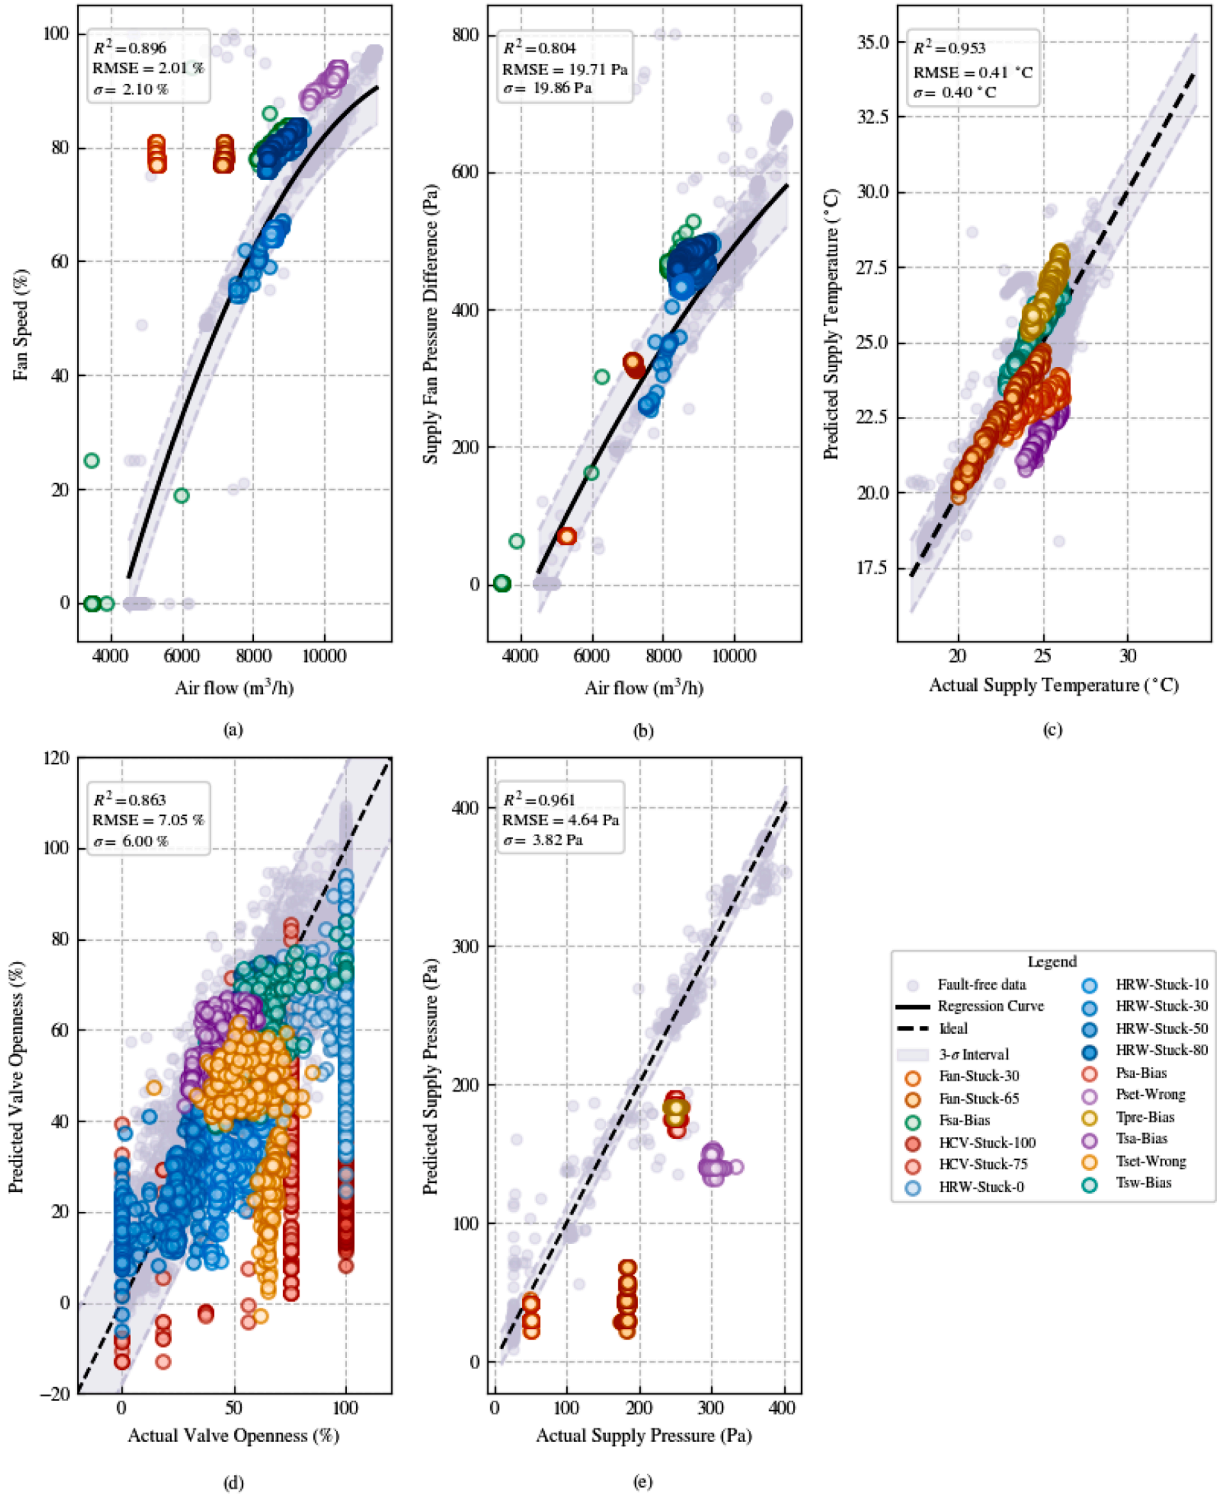 R² = 0.896
RMSE = 2.01 %
σ = 2.10 %
100
80
60
40
20
0
Fan Speed (%)
4000 6000 8000 10000
Air flow (m³/h)
(a)
R² = 0.804
RMSE = 19.71 Pa
σ = 19.86 Pa
800
600
400
200
0
Supply Fan Pressure Difference (Pa)
4000 6000 8000 10000
Air flow (m³/h)
(b)
R² = 0.953
RMSE = 0.41 °C
σ = 0.40 °C
35.0
32.5
30.0
27.5
25.0
22.5
20.0
17.5
Predicted Supply Temperature (°C)
20 25 30
Actual Supply Temperature (°C)
(c)
R² = 0.863
RMSE = 7.05 %
σ = 6.00 %
120
100
80
60
40
20
0
−20
Predicted Valve Openness (%)
0 50 100
Actual Valve Openness (%)
(d)
R² = 0.961
RMSE = 4.64 Pa
σ = 3.82 Pa
400
300
200
100
0
Predicted Supply Pressure (Pa)
0 100 200 300 400
Actual Supply Pressure (Pa)
(e)
Legend
Fault-free data
Regression Curve
Ideal
3-σ Interval
Fan-Stuck-30
Fan-Stuck-65
Fsa-Bias
HCV-Stuck-100
HCV-Stuck-75
HRW-Stuck-0
HRW-Stuck-10
HRW-Stuck-30
HRW-Stuck-50
HRW-Stuck-80
Psa-Bias
Pset-Wrong
Tpre-Bias
Tsa-Bias
Tset-Wrong
Tsw-Bias